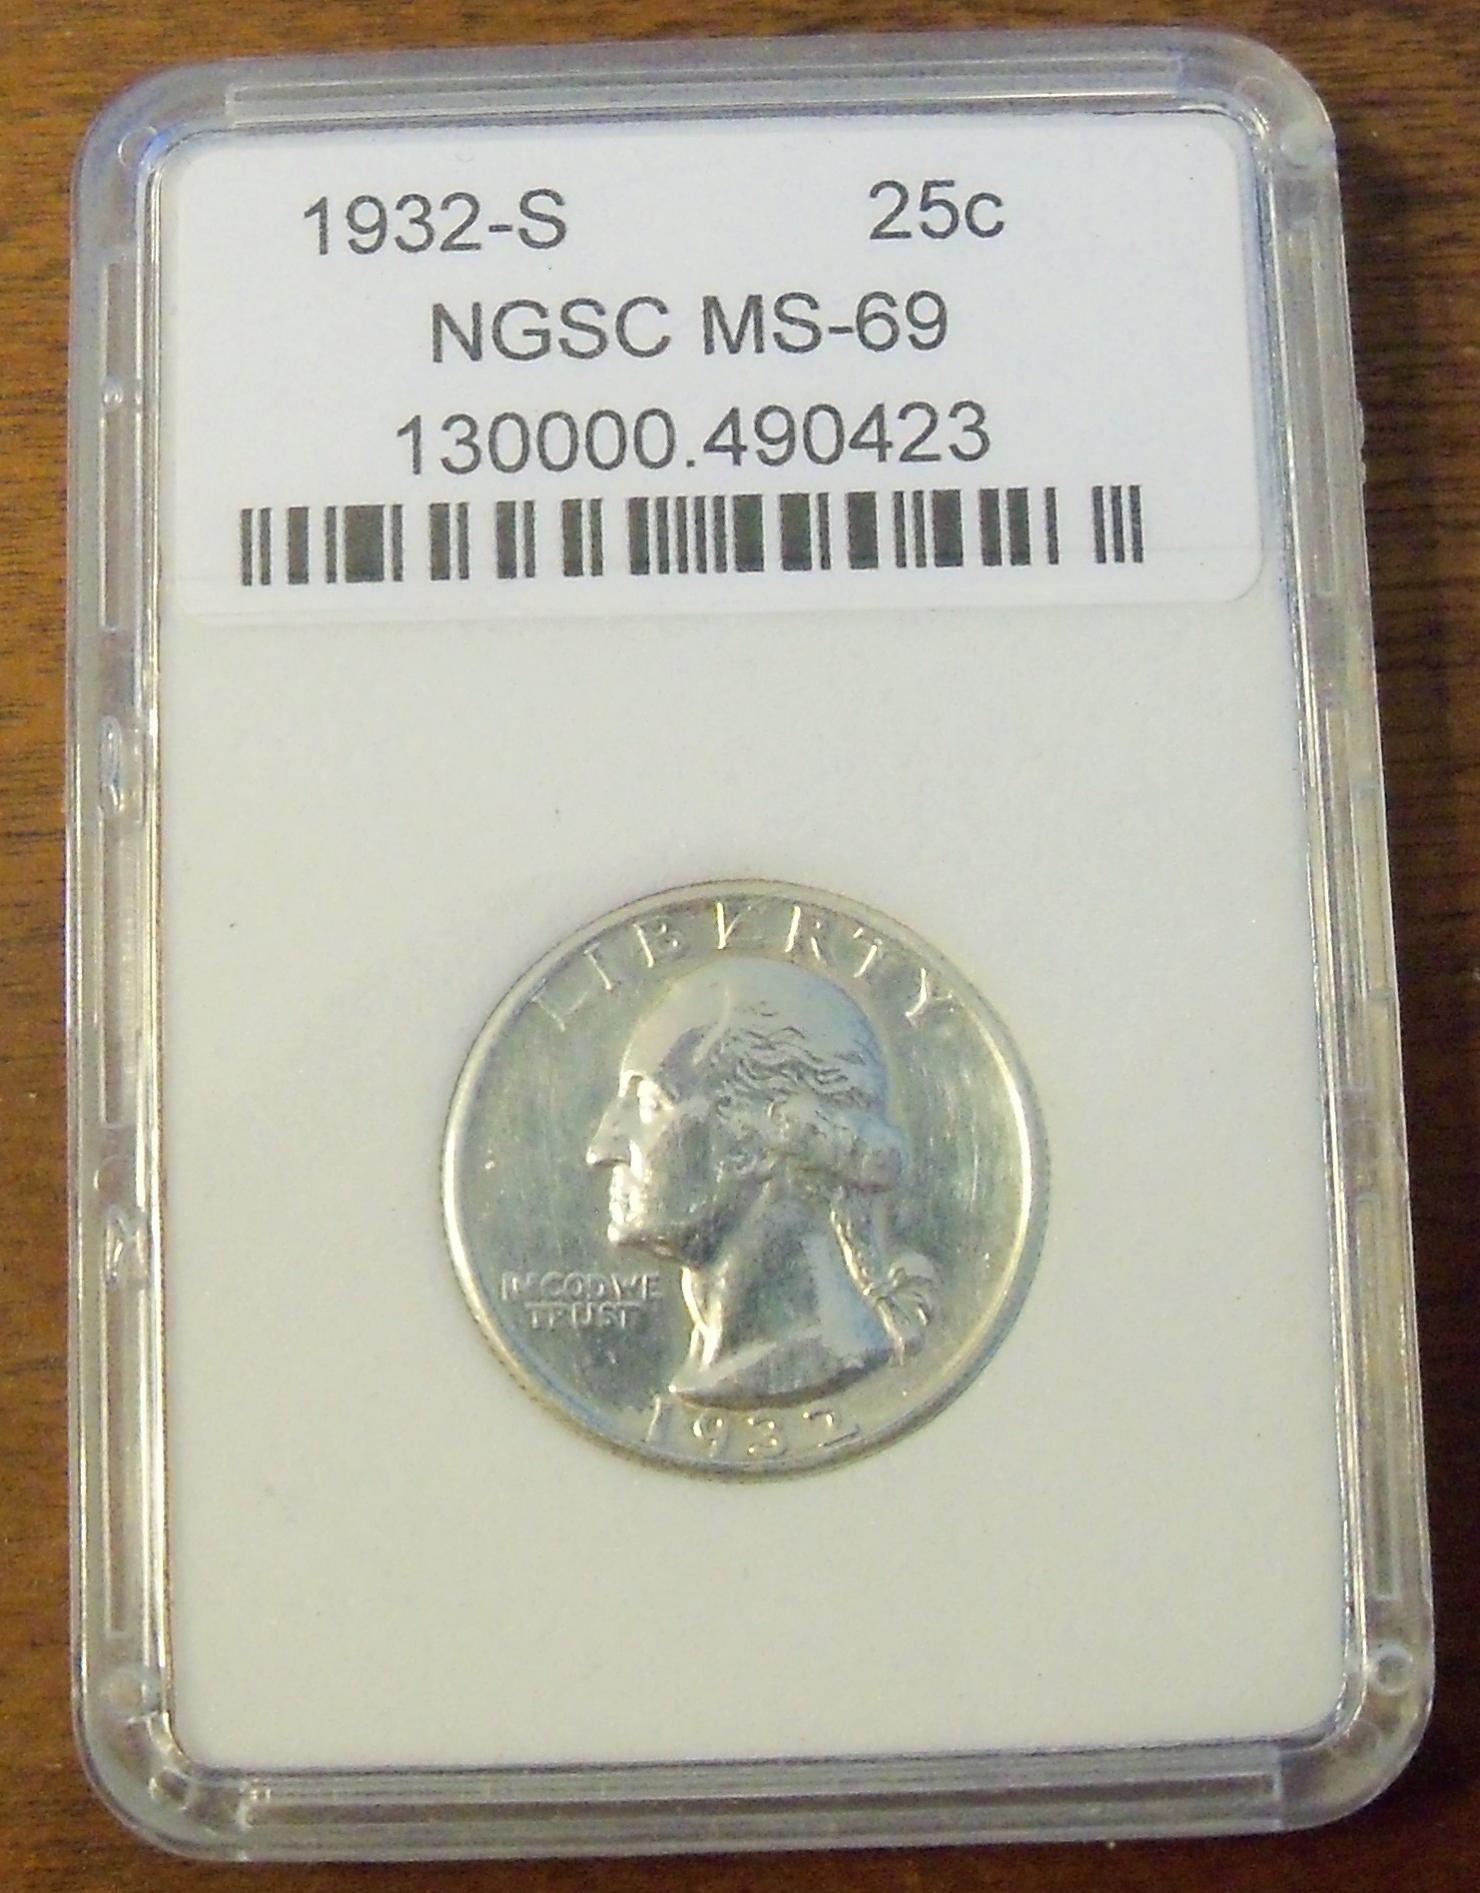 1932-S 25c
NGSC MS-69
130000.490423
LIBERTY
IN GOD WE
TRUST
1932